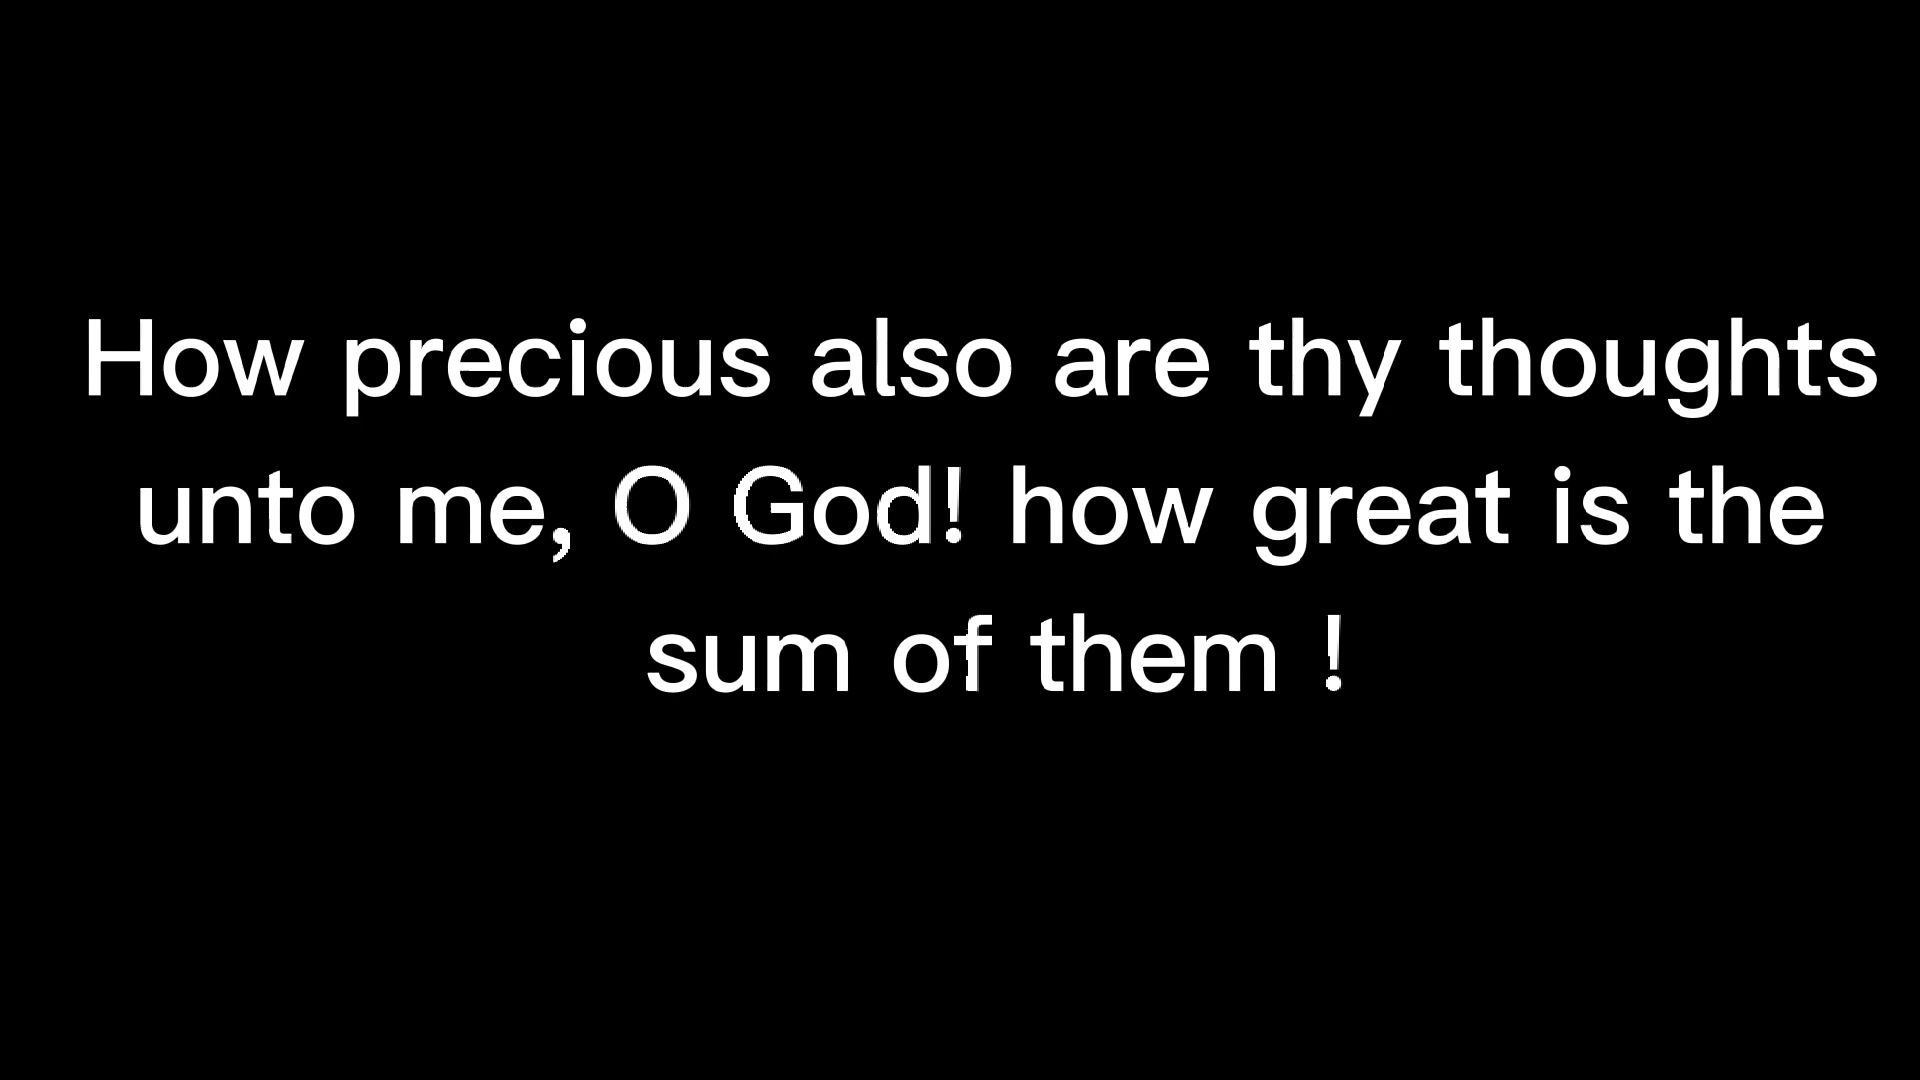 How precious also are thy thoughts
unto me, O God! how great is the
sum of them !